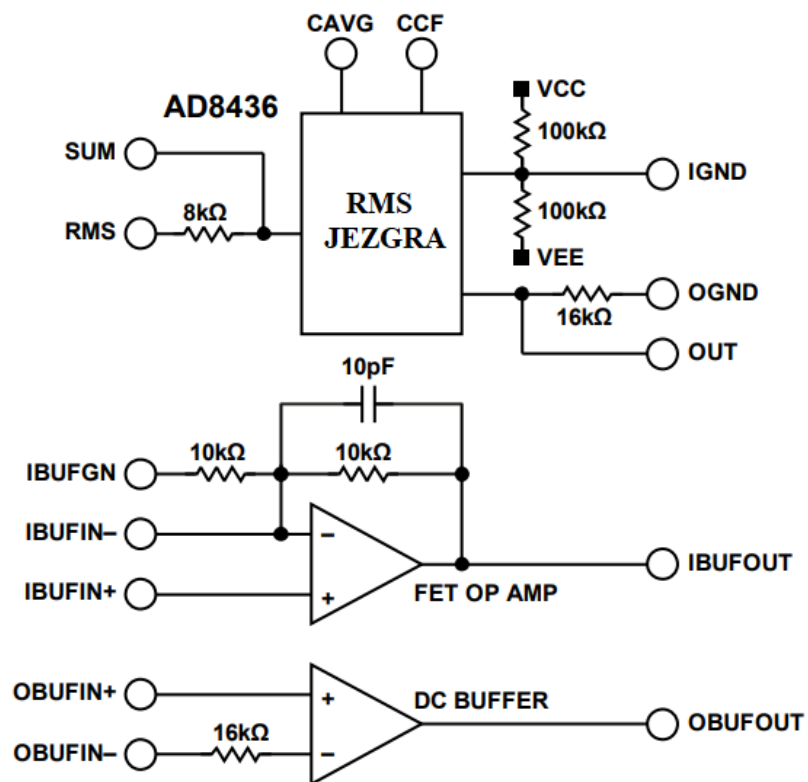 CAVG CCF
AD8436
VCC
100kΩ
SUM
IGND
RMS
8kΩ
RMS
JEZGRA
100kΩ
VEE
OGND
16kΩ
OUT
10pF
10kΩ
10kΩ
IBUFGN
IBUFIN–
–
IBUFOUT
IBUFIN+
+
FET OP AMP
OBUFIN+
+
DC BUFFER
OBUFOUT
16kΩ
OBUFIN–
–